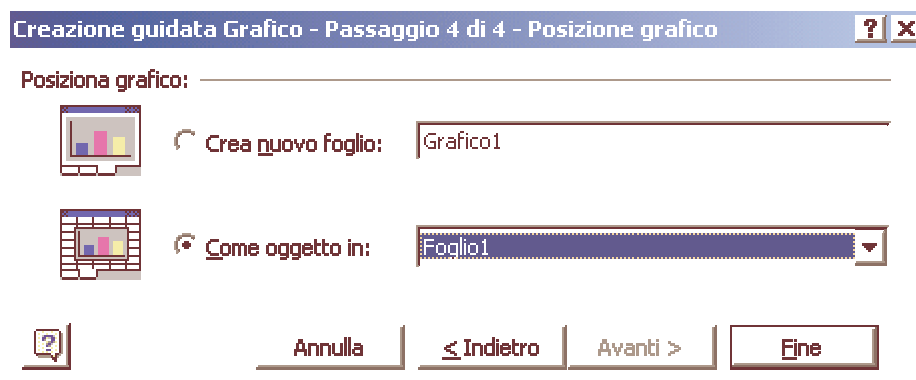 Creazione guidata Grafico - Passaggio 4 di 4 - Posizione grafico ? x
Posiziona grafico:
Crea nuovo foglio: Grafico1
Come oggetto in: Foglio1
? Annulla < Indietro Avanti > Fine